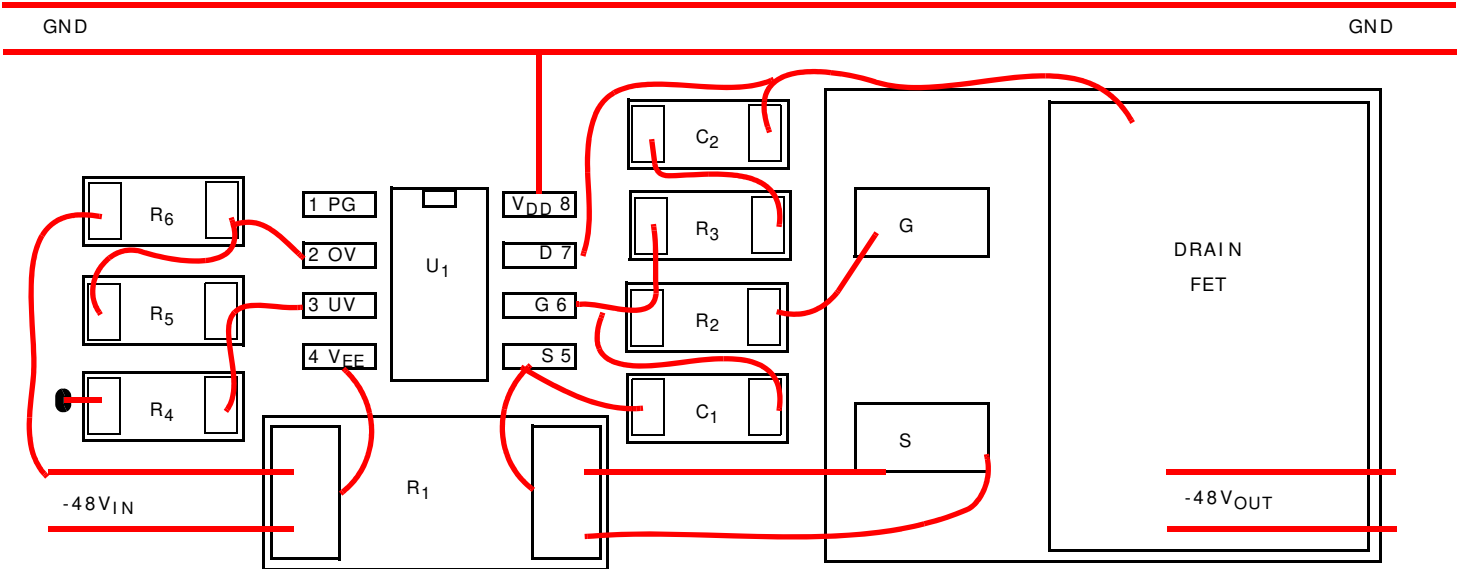 GND GND
C2
1 PG VDD 8
R6
R3 G
2 OV D 7
U1 DRAIN
FET
3 UV G 6
R5 R2
4 VEE S 5
R4 C1
S
R1
-48VIN -48VOUT